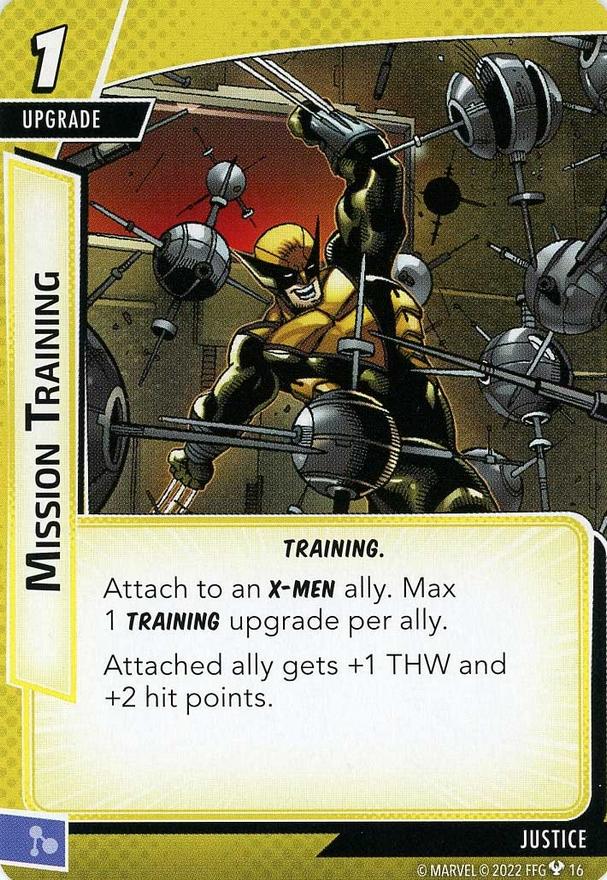 1
UPGRADE
MISSION TRAINING
TRAINING.
Attach to an X-MEN ally. Max
1 TRAINING upgrade per ally.
Attached ally gets +1 THW and
+2 hit points.
JUSTICE
© MARVEL © 2022 FFG 16